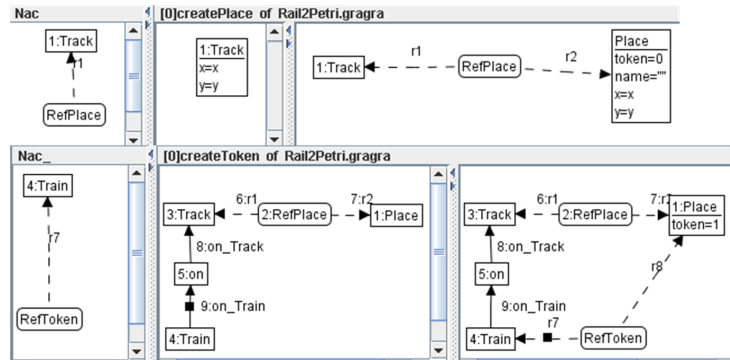 Nac
[0]createPlace of Rail2Petri.gragra
1:Track
r1
RefPlace
1:Track
x=x
y=y
1:Track
r1
RefPlace
r2
Place
token=0
name=""
x=x
y=y
Nac_
[0]createToken of Rail2Petri.gragra
4:Train
r7
RefToken
3:Track
6:r1
2:RefPlace
7:r2
1:Place
8:on_Track
5:on
9:on_Train
4:Train
3:Track
6:r1
2:RefPlace
7:r2
1:Place
token=1
8:on_Track
5:on
r8
9:on_Train
r7
4:Train
RefToken